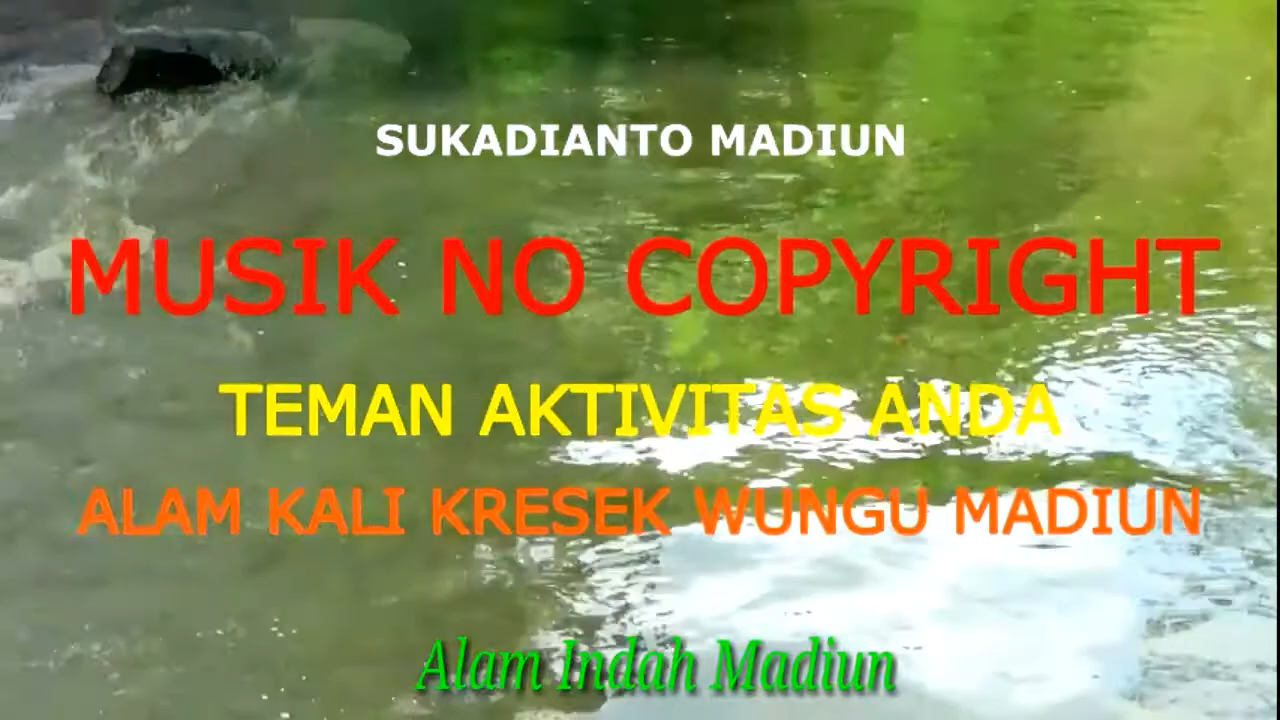 SUKADIANTO MADIUN
MUSIK NO COPYRIGHT
TEMAN AKTIVITAS ANDA
ALAM KALI KRESEK WUNGU MADIUN
Alam Indah Madiun